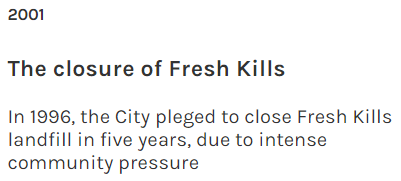 2001
The closure of Fresh Kills
In 1996, the City pleged to close Fresh Kills
landfill in five years, due to intense
community pressure